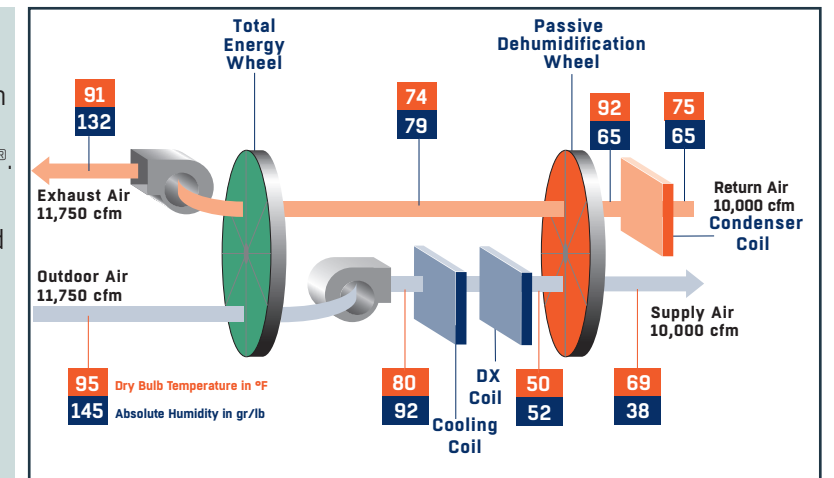 Total
Energy
Wheel
Passive
Dehumidification
Wheel
91
132
74
79
92
65
75
65
n
®.
d
Exhaust Air
11,750 cfm
Return Air
10,000 cfm
Condenser
Coil
Outdoor Air
11,750 cfm
Supply Air
10,000 cfm
95 Dry Bulb Temperature in °F
145 Absolute Humidity in gr/lb
80
92
Cooling
Coil
DX
Coil
50
52
69
38